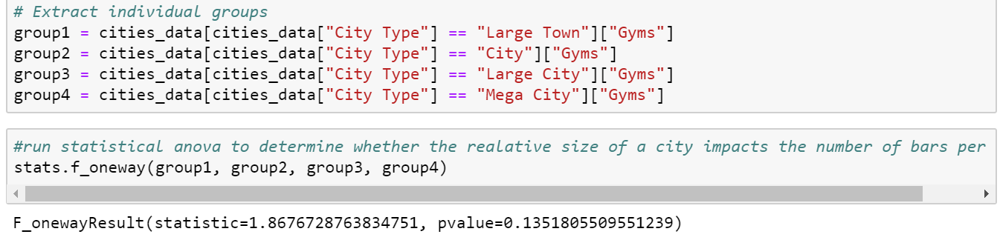 # Extract individual groups
group1 = cities_data[cities_data["City Type"] == "Large Town"]["Gyms"]
group2 = cities_data[cities_data["City Type"] == "City"]["Gyms"]
group3 = cities_data[cities_data["City Type"] == "Large City"]["Gyms"]
group4 = cities_data[cities_data["City Type"] == "Mega City"]["Gyms"]
#run statistical anova to determine whether the realative size of a city impacts the number of bars per
stats.f_oneway(group1, group2, group3, group4)
F_onewayResult(statistic=1.8676728763834751, pvalue=0.1351805509551239)